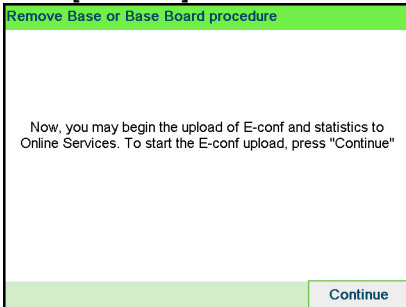 Remove Base or Base Board procedure
Now, you may begin the upload of E-conf and statistics to
Online Services. To start the E-conf upload, press "Continue"
Continue